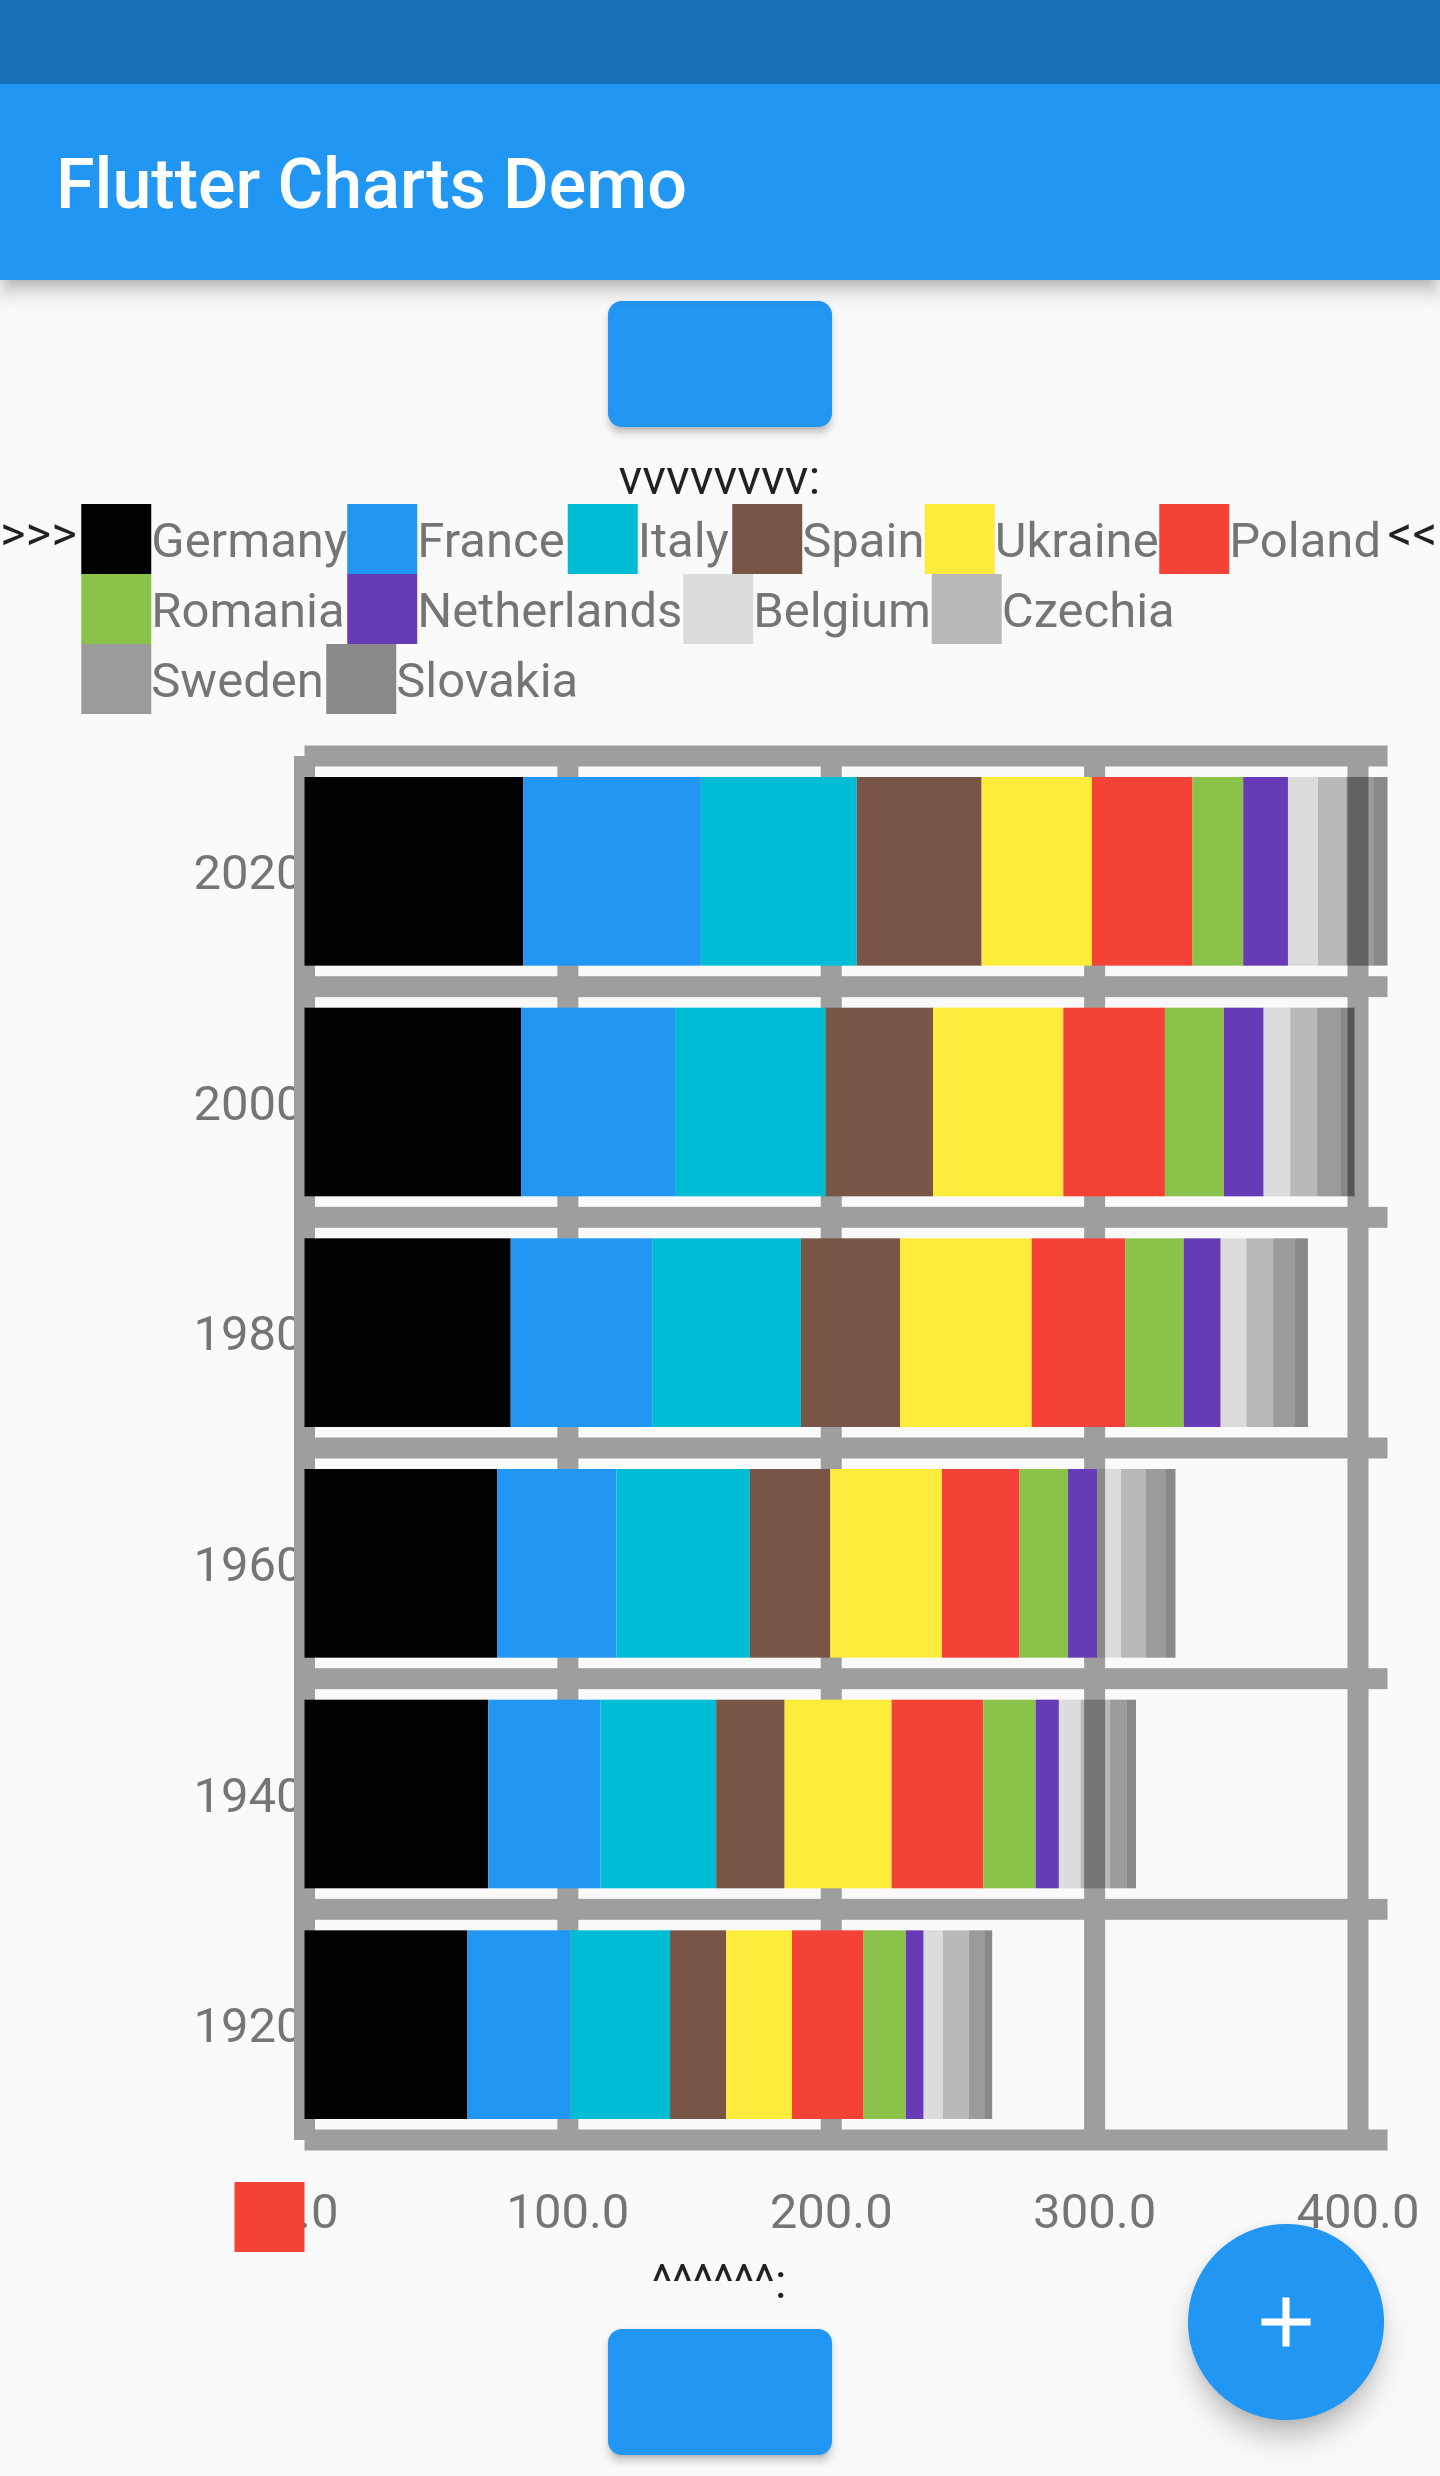 Flutter Charts Demo
vvvvvvvv:
>>> Germany France Italy Spain Ukraine Poland <<
Romania Netherlands Belgium Czechia
Sweden Slovakia
2020
2000
1980
1960
1940
1920
.0 100.0 200.0 300.0 400.0
^^^^^^:
+